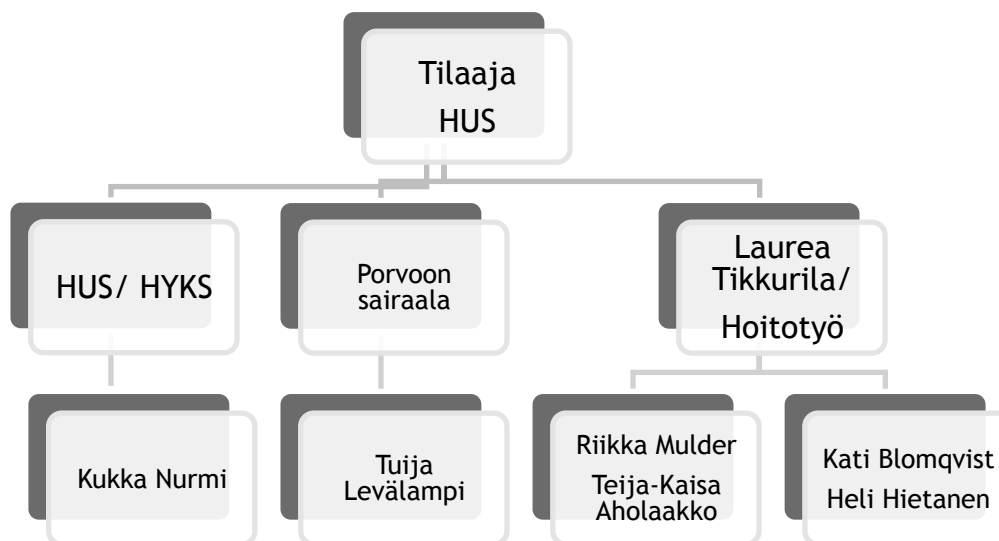 Tilaaja
HUS
HUS/ HYKS
Porvoon
sairaala
Laurea
Tikkurila/
Hoitotyö
Kukka Nurmi
Tuija
Levälampi
Riikka Mulder
Teija-Kaisa
Aholaakko
Kati Blomqvist
Heli Hietanen